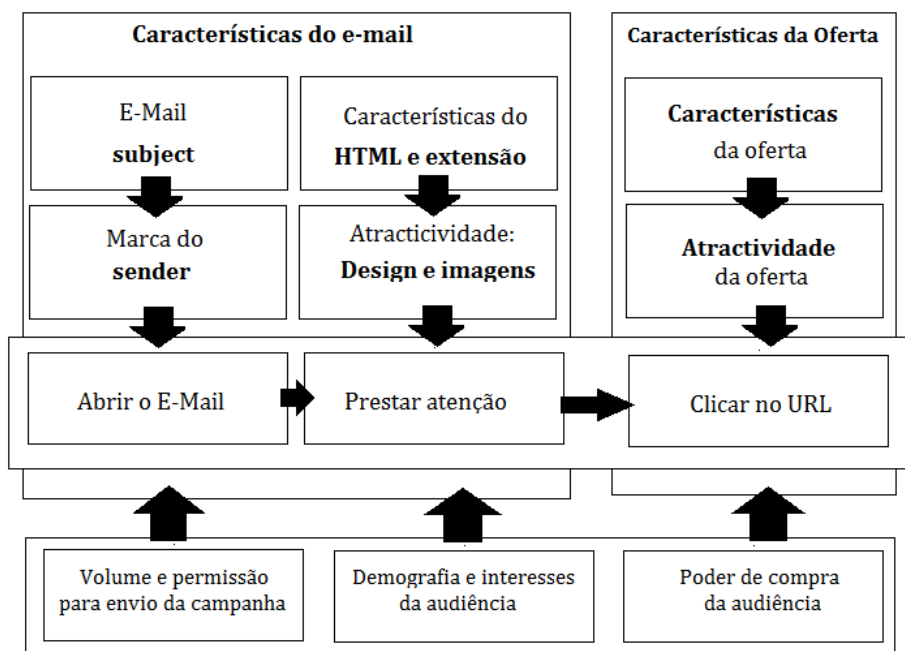 Características do e-mail
E-Mail
subject
Características do
HTML e extensão
Marca do
sender
Atracticividade:
Design e imagens
Características da Oferta
Características
da oferta
Atractividade
da oferta
Abrir o E-Mail
Prestar atenção
Clicar no URL
Volume e permissão
para envio da campanha
Demografia e interesses
da audiência
Poder de compra
da audiência